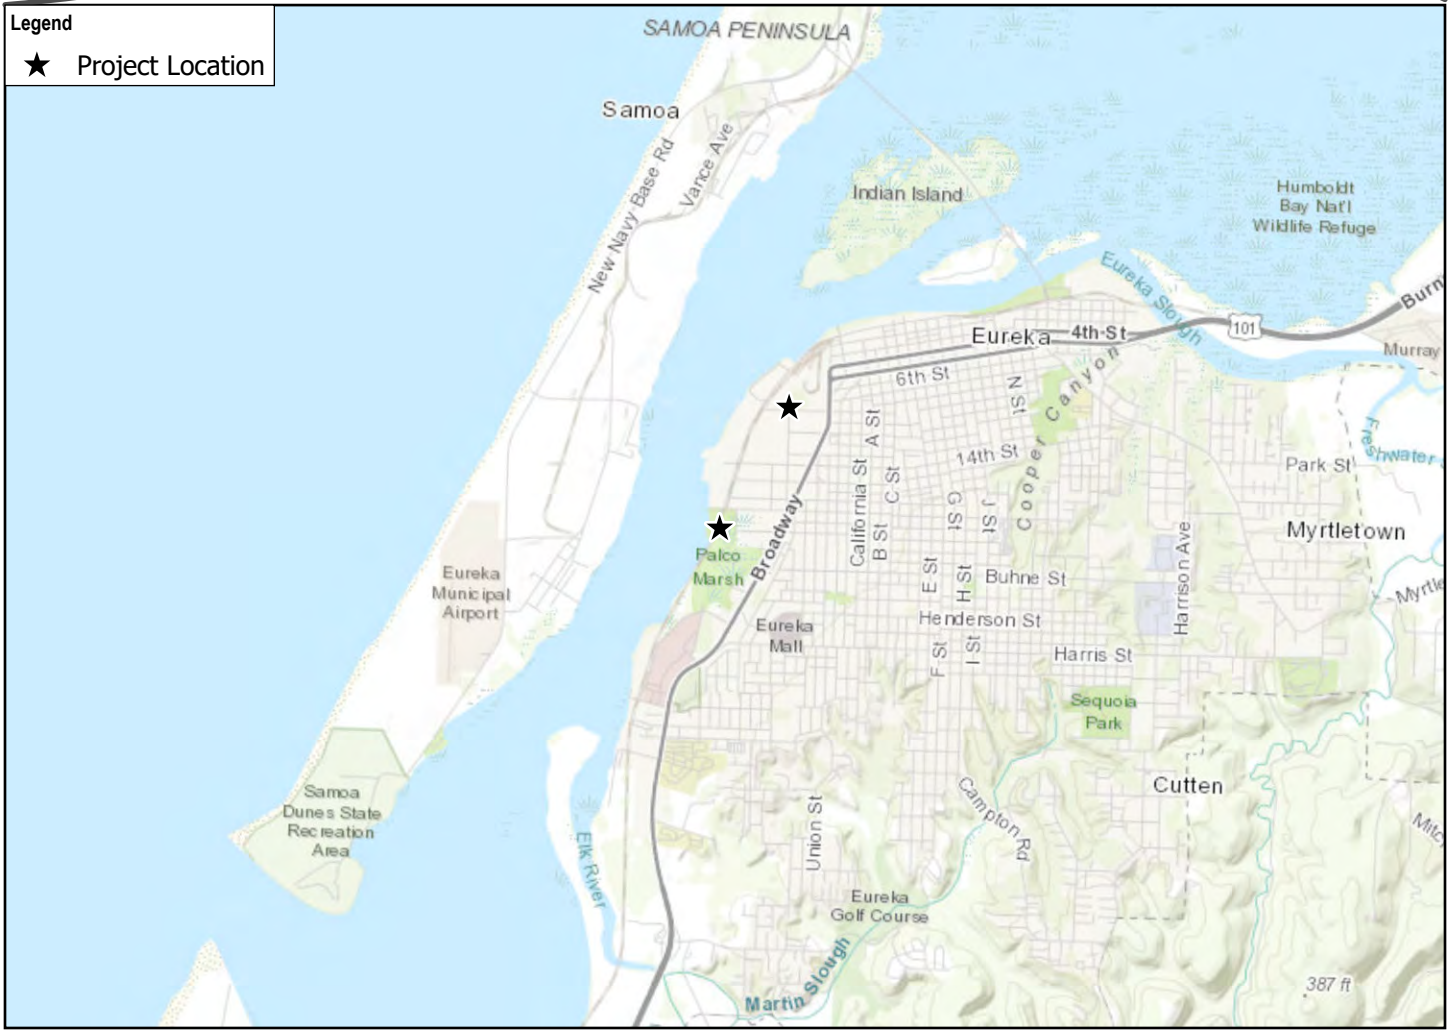 Legend
Project Location
SAMOA PENINSULA
Samoa
New Navy Base Rd
Vance Ave
Indian Island
Humboldt
Bay Nat'l
Wildlife Refuge
Eureka Slough
101
Burn
Eureka
4th St
Murray
6th St
N St
Cooper Canyon
A St
14th St
Park St
Freshwater
California St
C St
B St
G St
J St
Myrtletown
Broadway
Palco
Marsh
Harrison Ave
Eureka
Municipal
Airport
E St
H St
Buhne St
Myrtle
Henderson St
Eureka
Mall
F St
I St
Harris St
Sequoia
Park
Samoa
Dunes State
Recreation
Area
Cutten
Campton Rd
Union St
Mitc
Elk River
Eureka
Golf Course
Martin Slough
387 ft